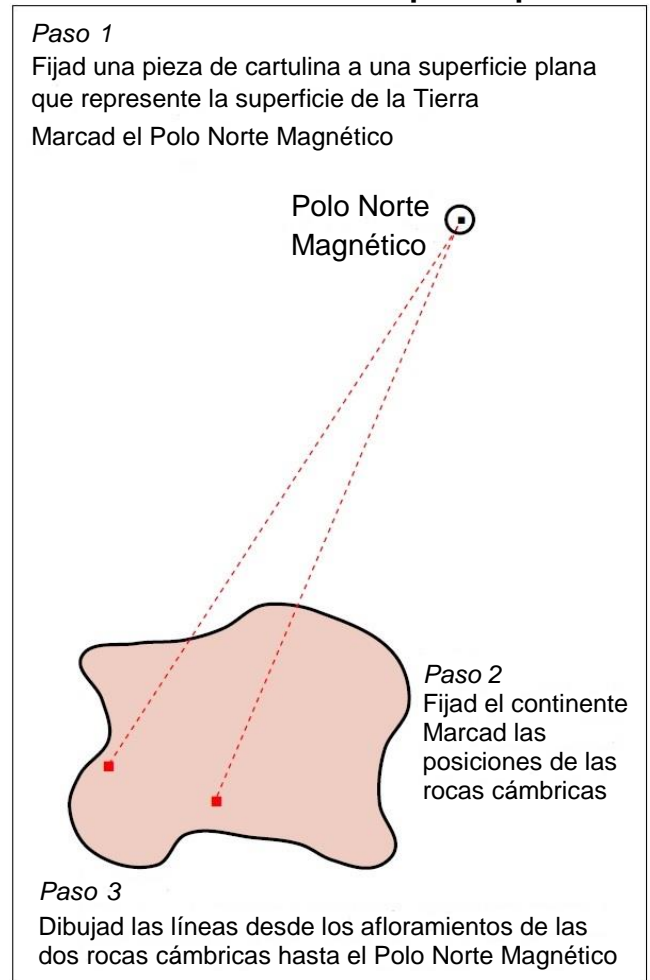 Paso 1
Fijad una pieza de cartulina a una superficie plana
que represente la superficie de la Tierra
Marcad el Polo Norte Magnético
Polo Norte
Magnético
Paso 2
Fijad el continente
Marcad las
posiciones de las
rocas cámbricas
Paso 3
Dibujad las líneas desde los afloramientos de las
dos rocas cámbricas hasta el Polo Norte Magnético